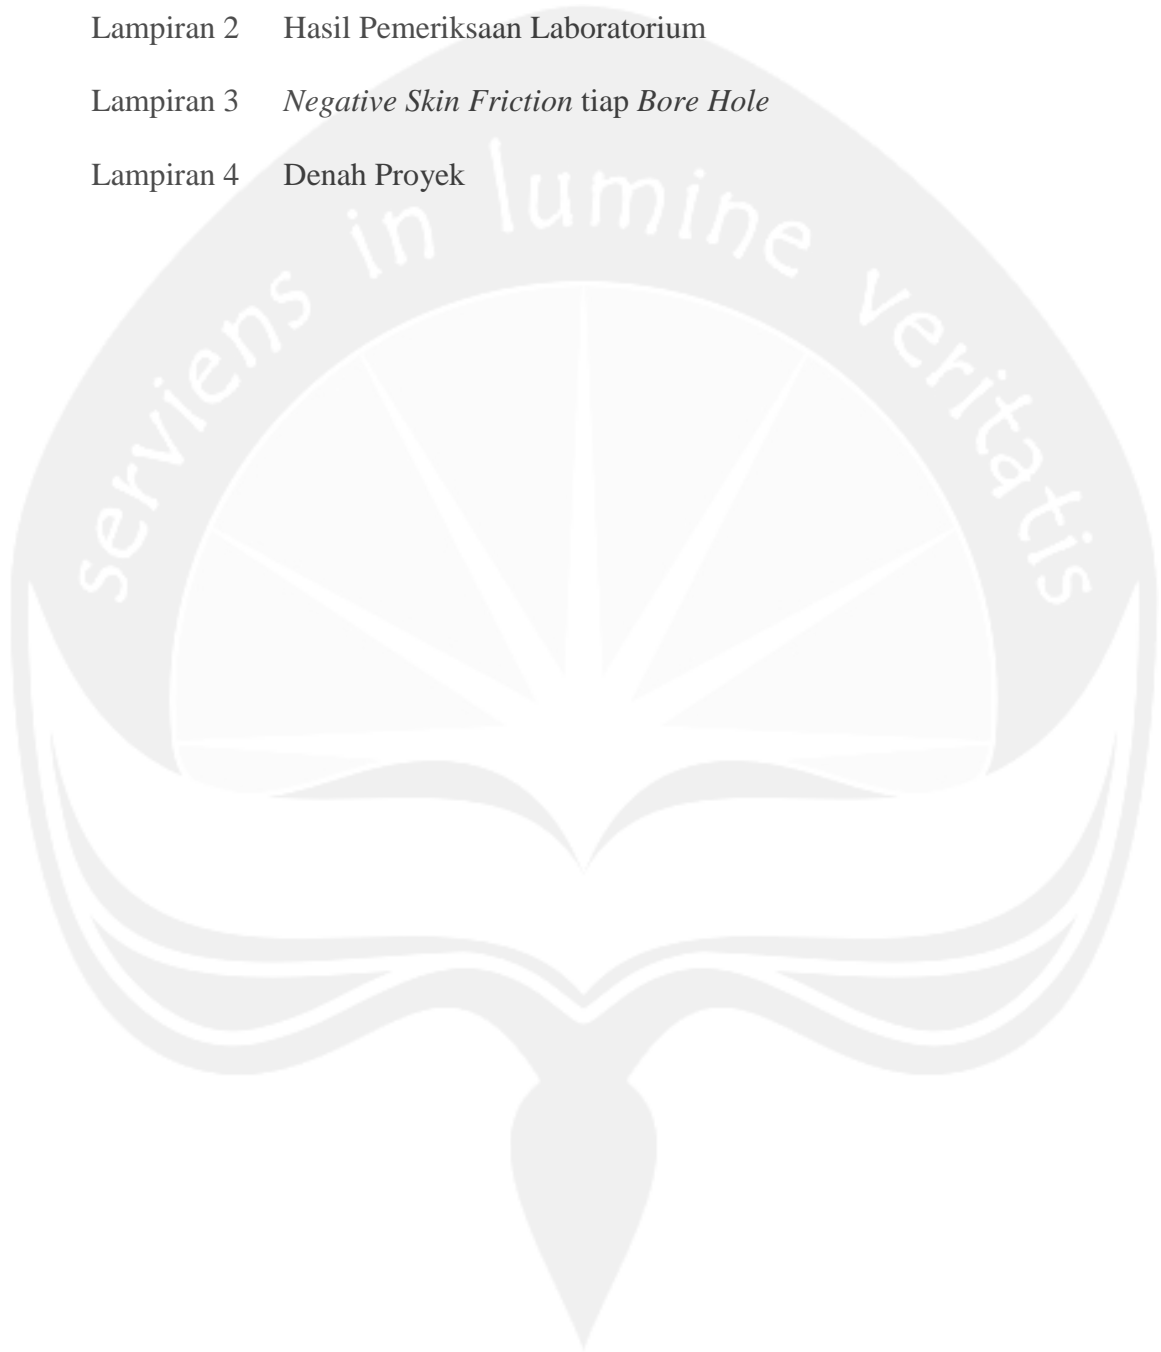 Lampiran 2 Hasil Pemeriksaan Laboratorium
Lampiran 3 Negative Skin Friction tiap Bore Hole
Lampiran 4 Denah Proyek
serviens in lumine veritatis